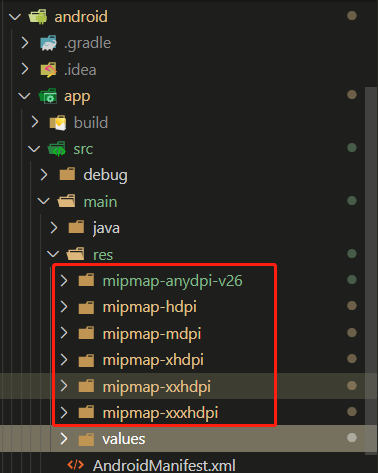 android
.gradle
.idea
app
build
src
debug
main
java
res
mipmap-anydpi-v26
mipmap-hdpi
mipmap-mdpi
mipmap-xhdpi
mipmap-xxhdpi
mipmap-xxxhdpi
values
AndroidManifest.xml